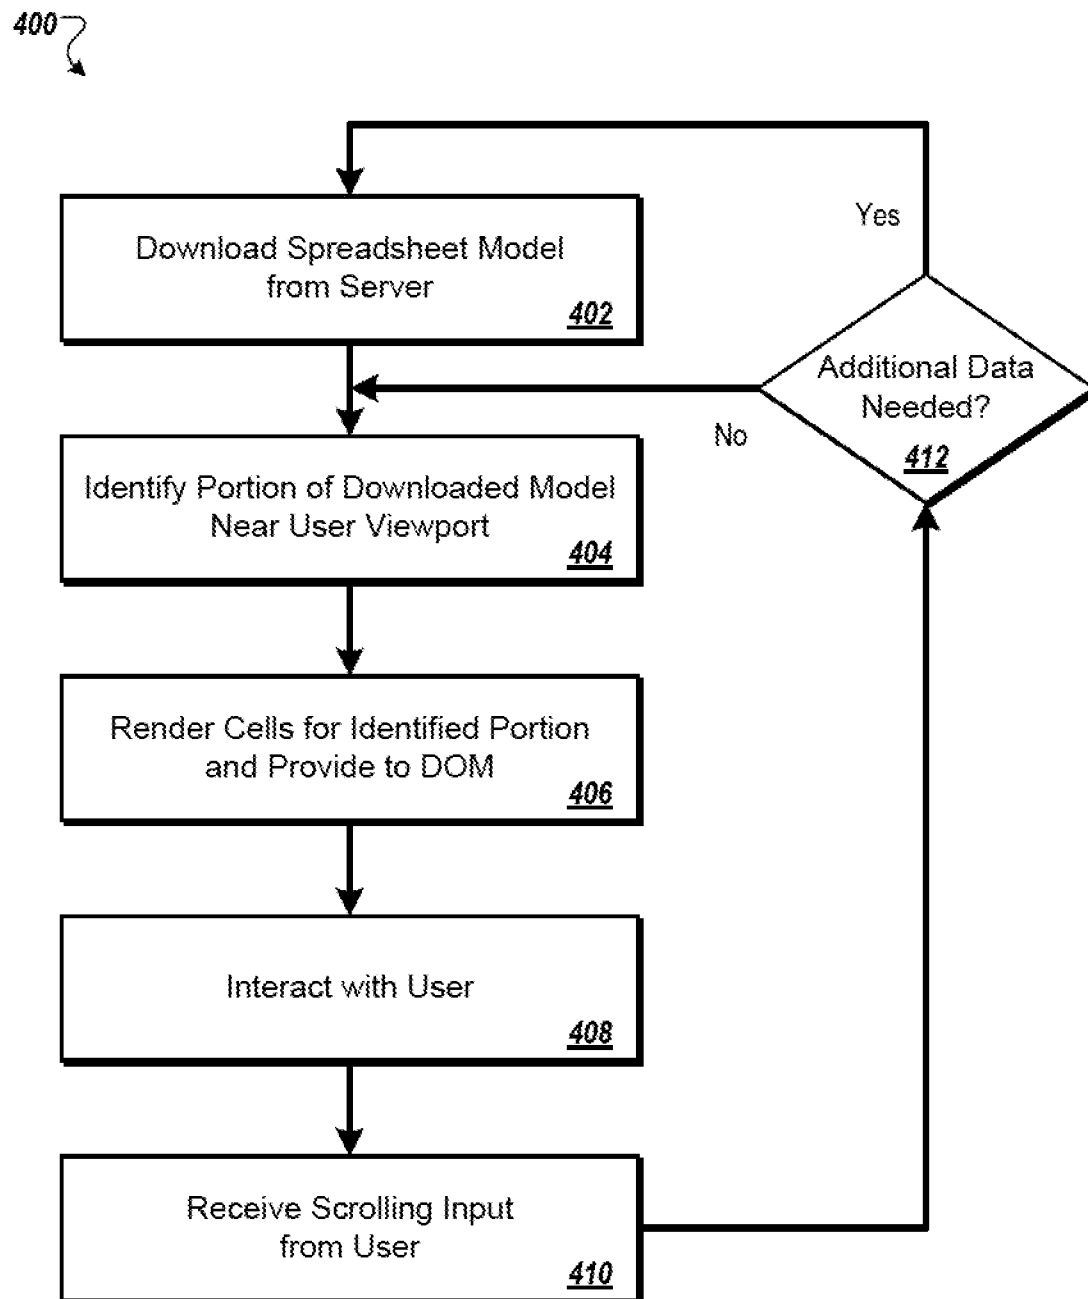 400
Download Spreadsheet Model
from Server
402
Yes
Additional Data
Needed?
412
No
Identify Portion of Downloaded Model
Near User Viewport
404
Render Cells for Identified Portion
and Provide to DOM
406
Interact with User
408
Receive Scrolling Input
from User
410